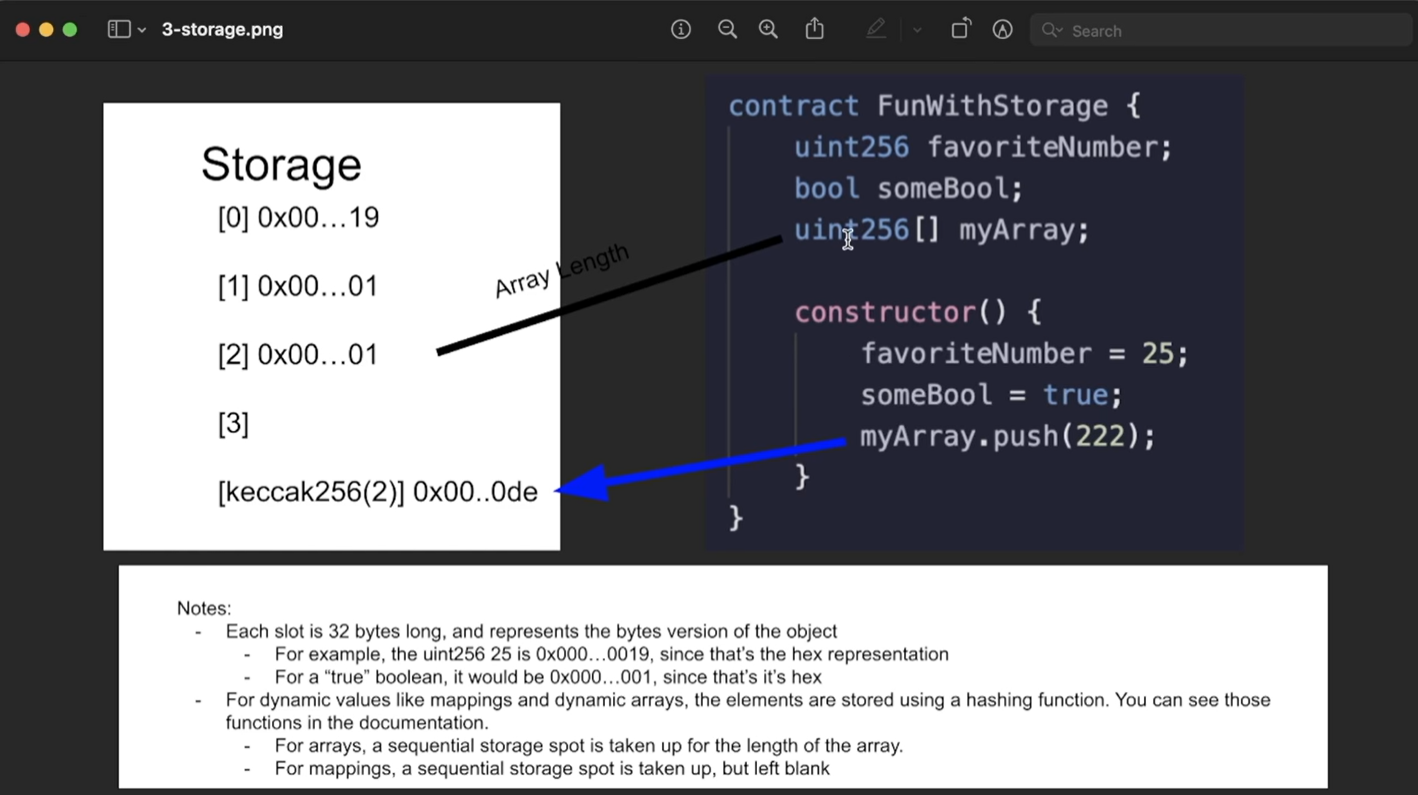 3-storage.png
Search
Storage
[0] 0x00…19
[1] 0x00…01
[2] 0x00…01
[3]
[keccak256(2)] 0x00..0de
Array Length
contract FunWithStorage {
uint256 favoriteNumber;
bool someBool;
uint256[] myArray;
constructor() {
favoriteNumber = 25;
someBool = true;
myArray.push(222);
}
}
Notes:
- Each slot is 32 bytes long, and represents the bytes version of the object
- For example, the uint256 25 is 0x000…0019, since that’s the hex representation
- For a “true” boolean, it would be 0x000…001, since that’s it’s hex
- For dynamic values like mappings and dynamic arrays, the elements are stored using a hashing function. You can see those
functions in the documentation.
- For arrays, a sequential storage spot is taken up for the length of the array.
- For mappings, a sequential storage spot is taken up, but left blank